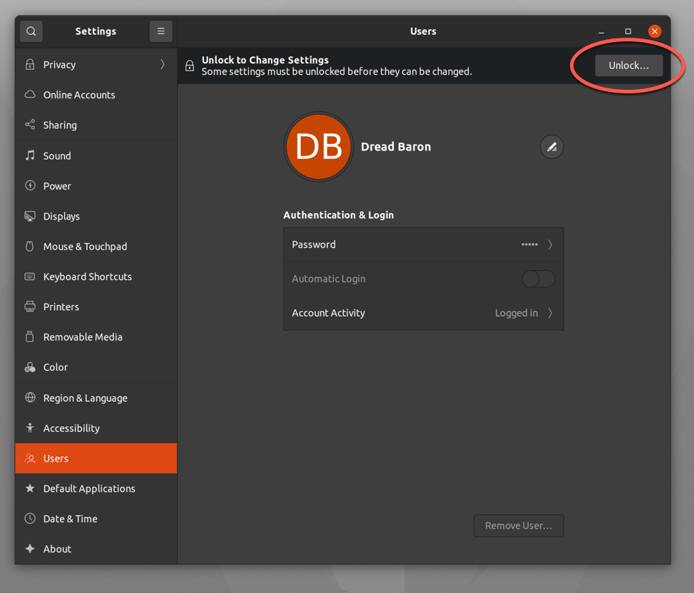 Settings
Users
Privacy
Online Accounts
Sharing
Sound
Power
Displays
Mouse & Touchpad
Keyboard Shortcuts
Printers
Removable Media
Color
Region & Language
Accessibility
Users
Default Applications
Date & Time
About
Unlock to Change Settings
Some settings must be unlocked before they can be changed.
Unlock…
DB
Dread Baron
Authentication & Login
Password •••••
Automatic Login
Account Activity Logged in
Remove User…